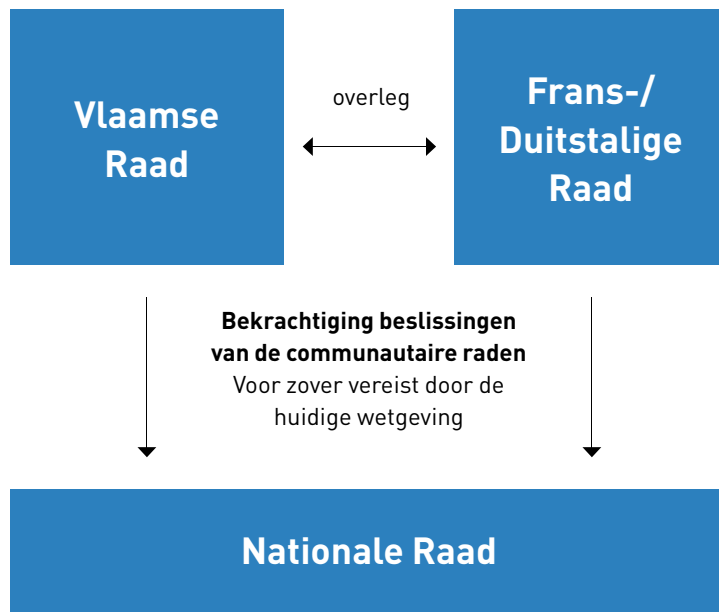 Vlaamse
Raad
overleg
Frans-/
Duitstalige
Raad
Bekrachtiging beslissingen
van de communautaire raden
Voor zover vereist door de
huidige wetgeving
Nationale Raad